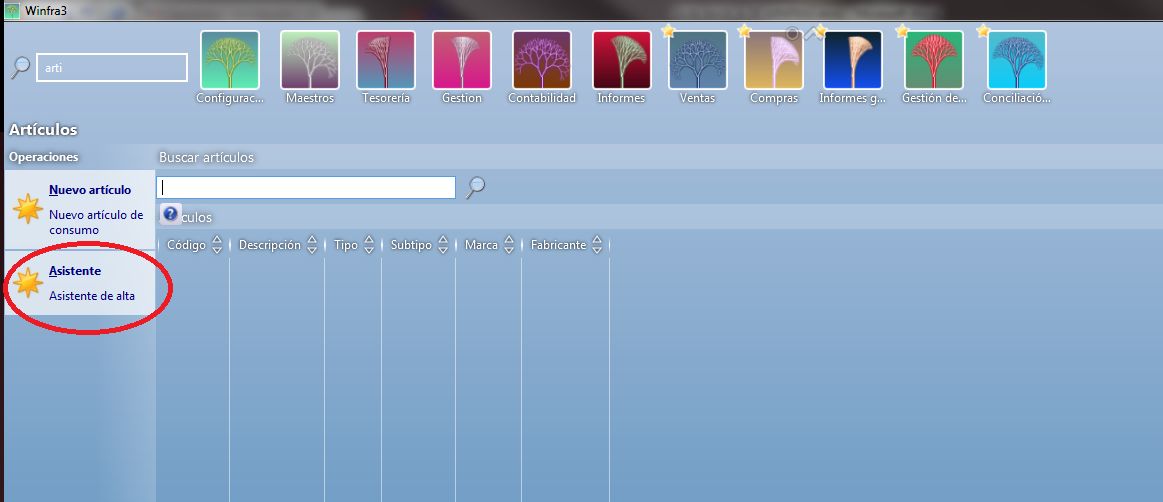 Winfra3
arti
Configurac... Maestros Tesorería Gestion Contabilidad Informes Ventas Compras Informes g... Gestión de... Conciliació...
Artículos
Operaciones
Buscar artículos
Nuevo artículo
Nuevo artículo de
consumo
?
culos
Código Descripción Tipo Subtipo Marca Fabricante
Asistente
Asistente de alta